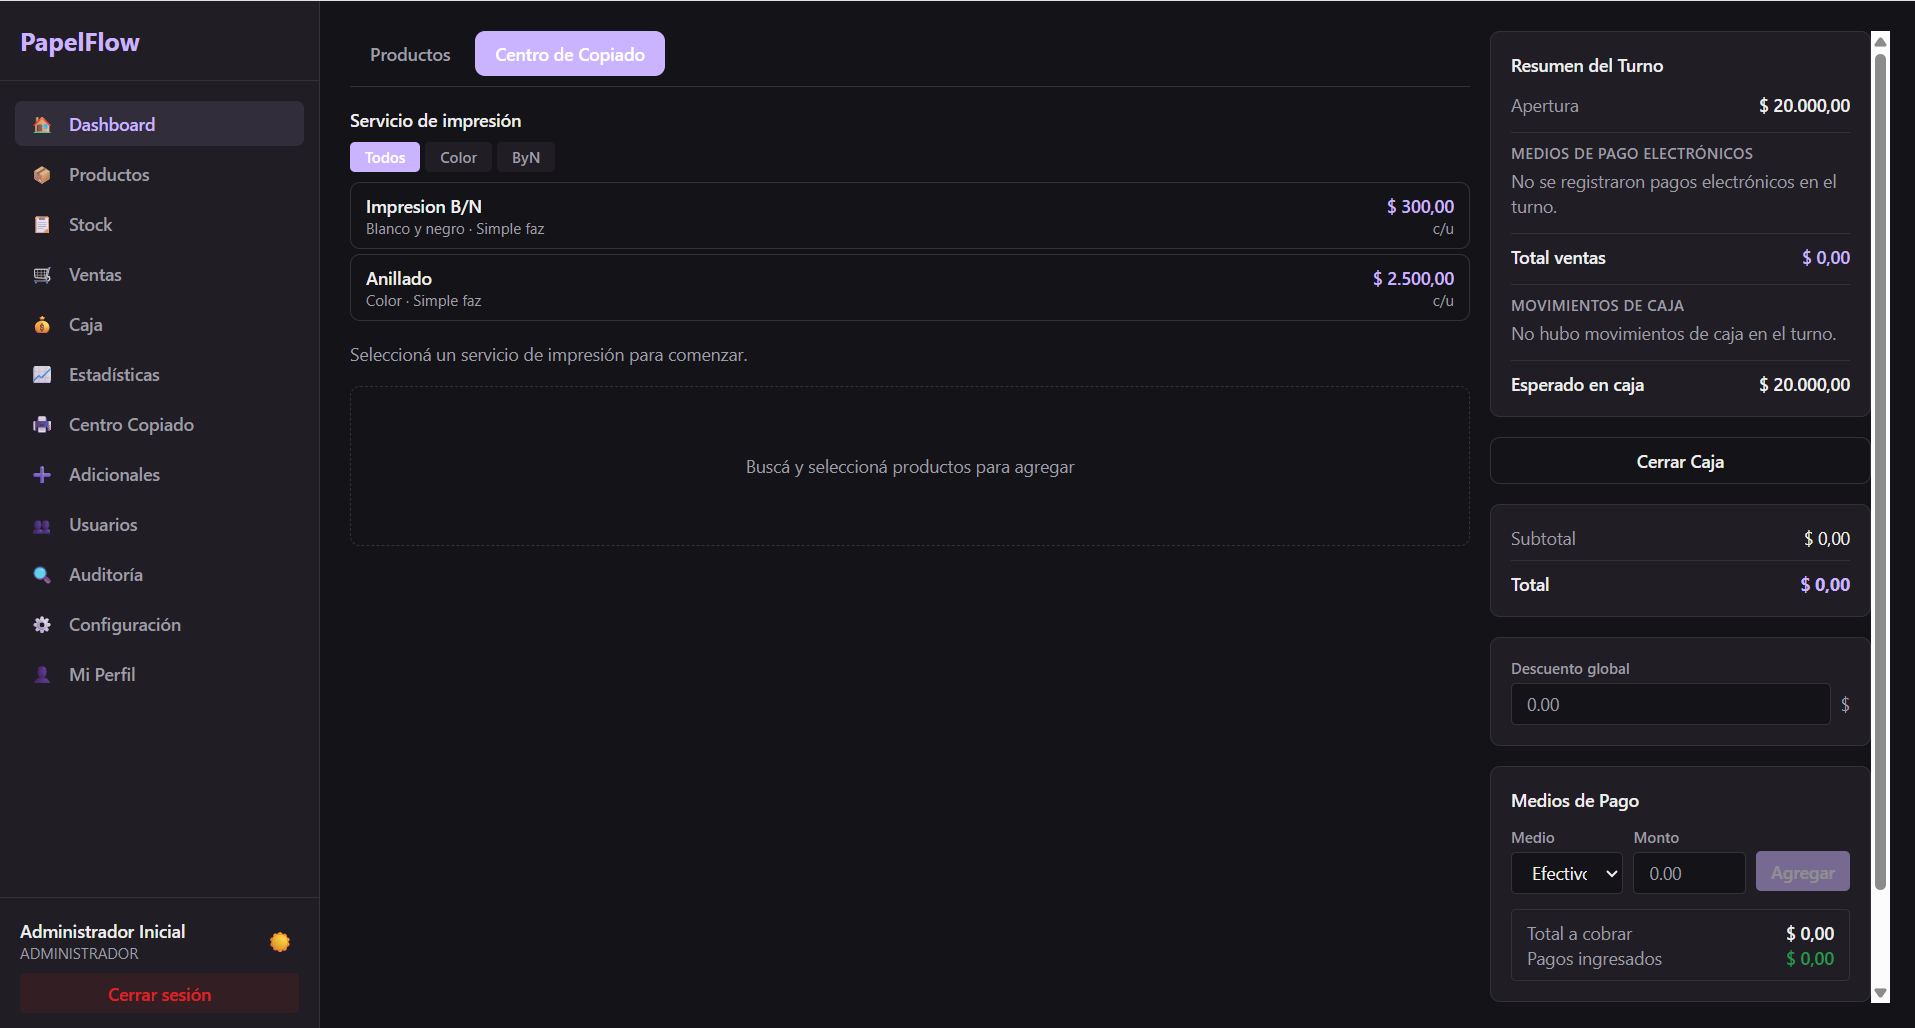 PapelFlow
Dashboard
Productos
Stock
Ventas
Caja
Estadísticas
Centro Copiado
Adicionales
Usuarios
Auditoría
Configuración
Mi Perfil
Administrador Inicial
ADMINISTRADOR
Cerrar sesión
Productos
Centro de Copiado
Servicio de impresión
Todos
Color
ByN
Impresion B/N
$ 300,00
Blanco y negro · Simple faz
c/u
Anillado
$ 2.500,00
Color · Simple faz
c/u
Seleccioná un servicio de impresión para comenzar.
Buscá y seleccioná productos para agregar
Resumen del Turno
Apertura
$ 20.000,00
MEDIOS DE PAGO ELECTRÓNICOS
No se registraron pagos electrónicos en el
turno.
Total ventas
$ 0,00
MOVIMIENTOS DE CAJA
No hubo movimientos de caja en el turno.
Esperado en caja
$ 20.000,00
Cerrar Caja
Subtotal
$ 0,00
Total
$ 0,00
Descuento global
0.00
$
Medios de Pago
Medio
Monto
Efectivo
0.00
Agregar
Total a cobrar
$ 0,00
Pagos ingresados
$ 0,00